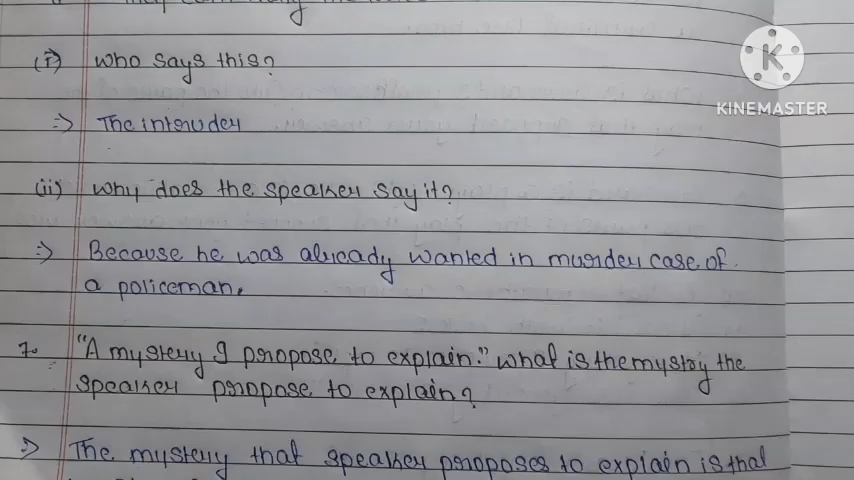 (i) who says this?
KINEMASTER
=> The intruder
(ii) why does the speaker say it?
=> Because he was already wanted in murder case of
a policeman.
7. "A mystery I propose to explain." what is the mystry the
speaker propose to explain?
=> The mystery that speaker proposes to explain is that